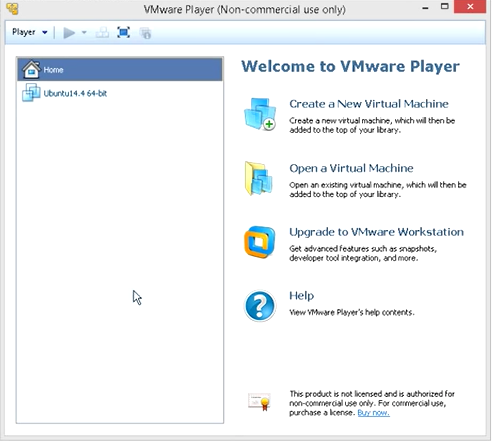 VMware Player (Non-commercial use only)
Player
Home
Ubuntu14.4 64-bit
Welcome to VMware Player
Create a New Virtual Machine
Create a new virtual machine, which will then be
added to the top of your library.
Open a Virtual Machine
Open an existing virtual machine, which will then be
added to the top of your library.
Upgrade to VMware Workstation
Get advanced features such as snapshots,
developer tool integration, and more.
Help
View VMware Player's help contents.
This product is not licensed and is authorized for
non-commercial use only. For commercial use,
purchase a license. Buy now.